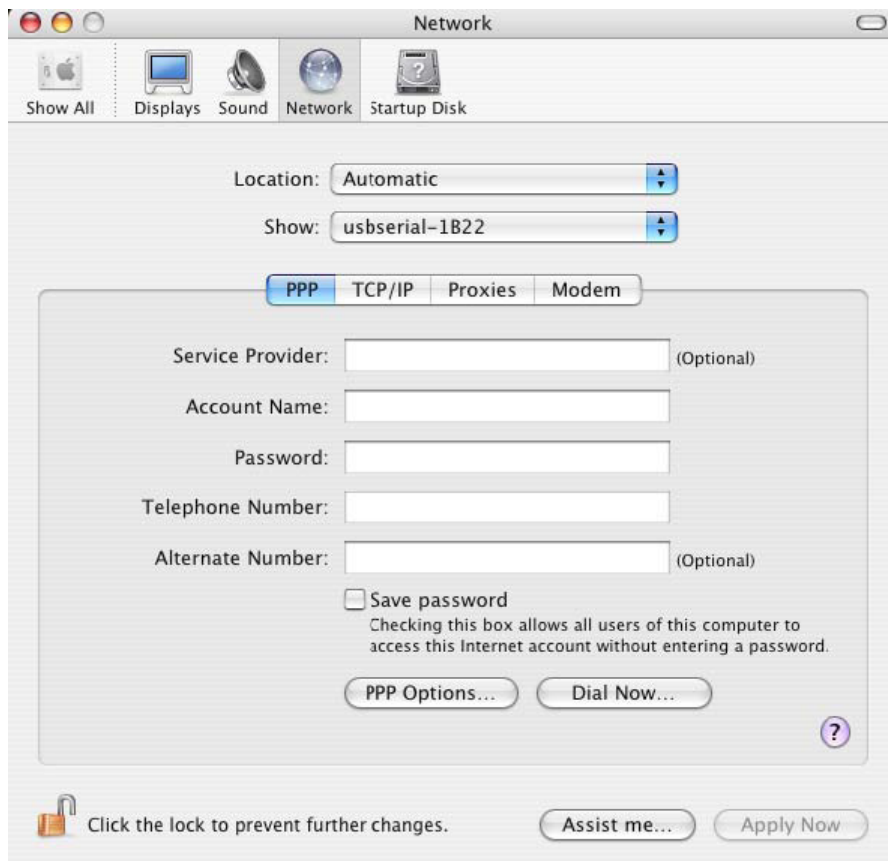 Network
Show All Displays Sound Network Startup Disk
Location: Automatic
Show: usbserial-1B22
PPP TCP/IP Proxies Modem
Service Provider: (Optional)
Account Name:
Password:
Telephone Number:
Alternate Number: (Optional)
Save password
Checking this box allows all users of this computer to
access this Internet account without entering a password.
PPP Options... Dial Now...
?
Click the lock to prevent further changes. Assist me... Apply Now